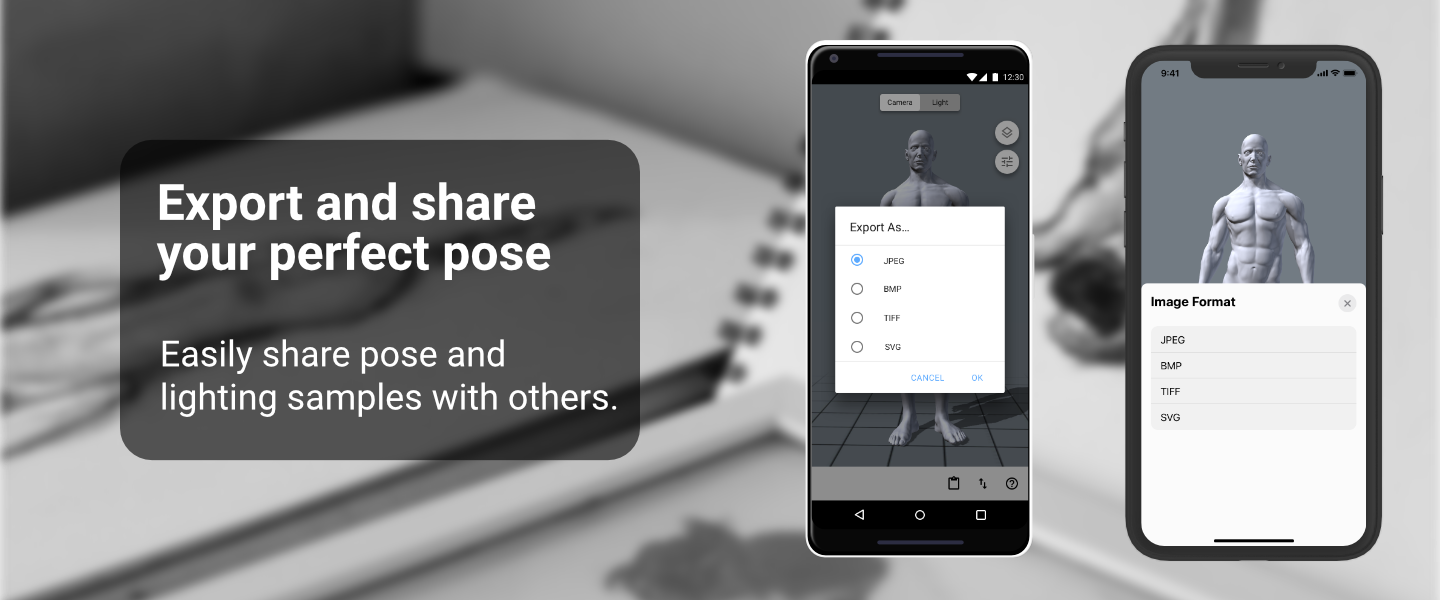 Export and share
your perfect pose
Easily share pose and
lighting samples with others.
12:30
Camera
Light
Export As...
JPEG
BMP
TIFF
SVG
CANCEL
OK
9:41
Image Format
JPEG
BMP
TIFF
SVG